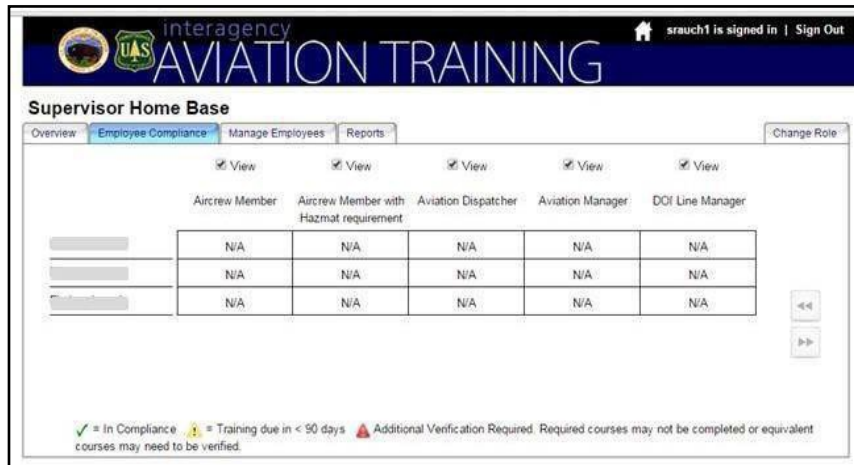 interagency
AVIATION TRAINING
UAS
srauch1 is signed in | Sign Out
Supervisor Home Base
Overview Employee Compliance Manage Employees Reports Change Role
View View View View View
Aircrew Member Aircrew Member with Aviation Dispatcher Aviation Manager DOI Line Manager
Hazmat requirement
N/A N/A N/A N/A N/A
N/A N/A N/A N/A N/A
N/A N/A N/A N/A N/A
= In Compliance = Training due in < 90 days Additional Verification Required. Required courses may not be completed or equivalent
courses may need to be verified.